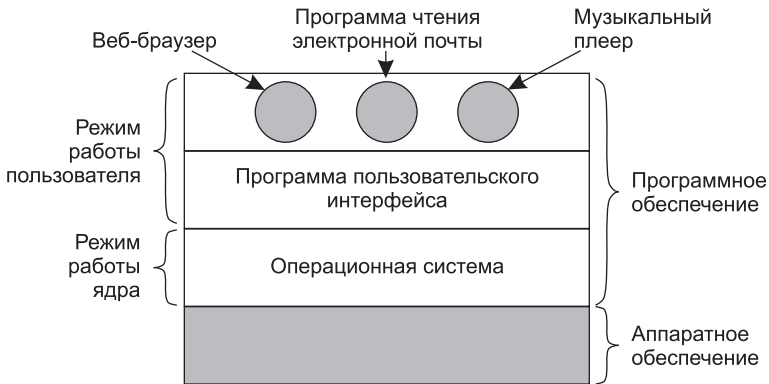 Веб-браузер
Программа чтения
электронной почты
Музыкальный
плеер
Режим
работы
пользователя
Программа пользовательского
интерфейса
Программное
обеспечение
Режим
работы
ядра
Операционная система
Аппаратное
обеспечение